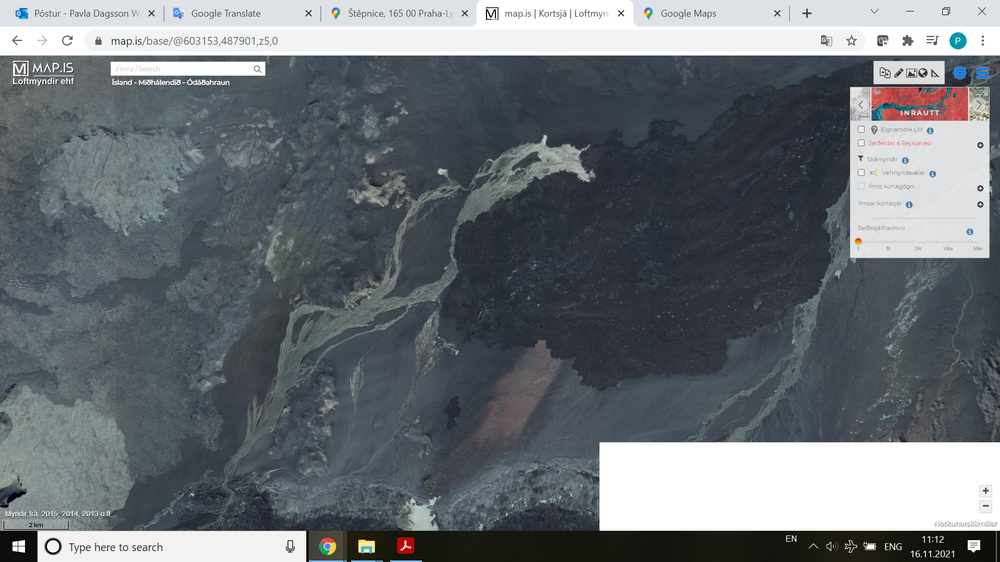 Póstur - Pavla Dagsson Wa
Google Translate
Štěpnice, 165 00 Praha-Ly
map.is | Kortsjá | Loftmynd
Google Maps
map.is/base/@603153,487901,z5,0
P
MAP.IS
Loftmyndir ehf
Finna / Search
Ísland - Miðhálendið - Ódáðahraun
INRAUTT
Eignamörk LM
Jarðeldar á Reykjanesi
Skámyndir
Vefmyndavélar
Ýmis kortagögn
Ýmsar kortasjár
Jarðskjálftavirkni
0 6t 24t Vika Mán
Myndir frá: 2015, 2014, 2013 o.fl
2 km
Notkunarskilmálar
Type here to search
EN
ENG
11:12
16.11.2021